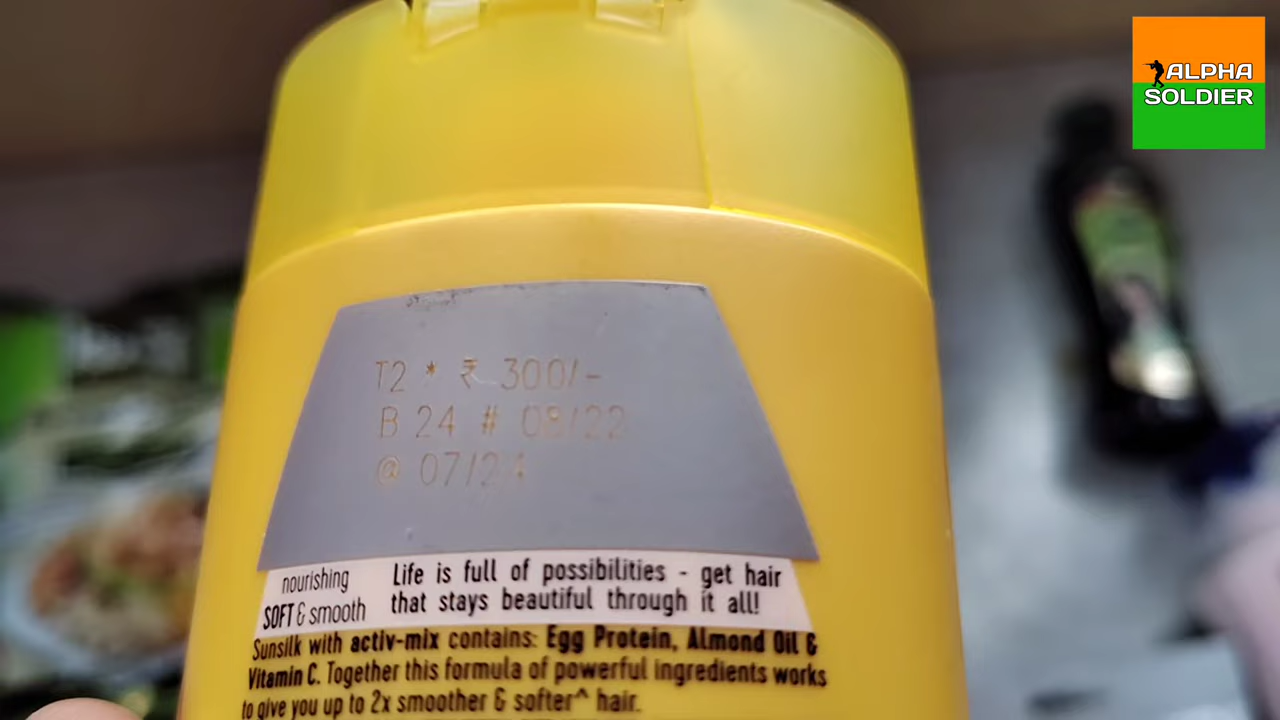 ALPHA
SOLDIER
T2 * ₹ 300/-
B 24 # 08/22
@ 07/24
nourishing
SOFT & smooth
Life is full of possibilities - get hair
that stays beautiful through it all!
Sunsilk with activ-mix contains: Egg Protein, Almond Oil &
Vitamin C. Together this formula of powerful ingredients works
to give you up to 2x smoother & softer^ hair.